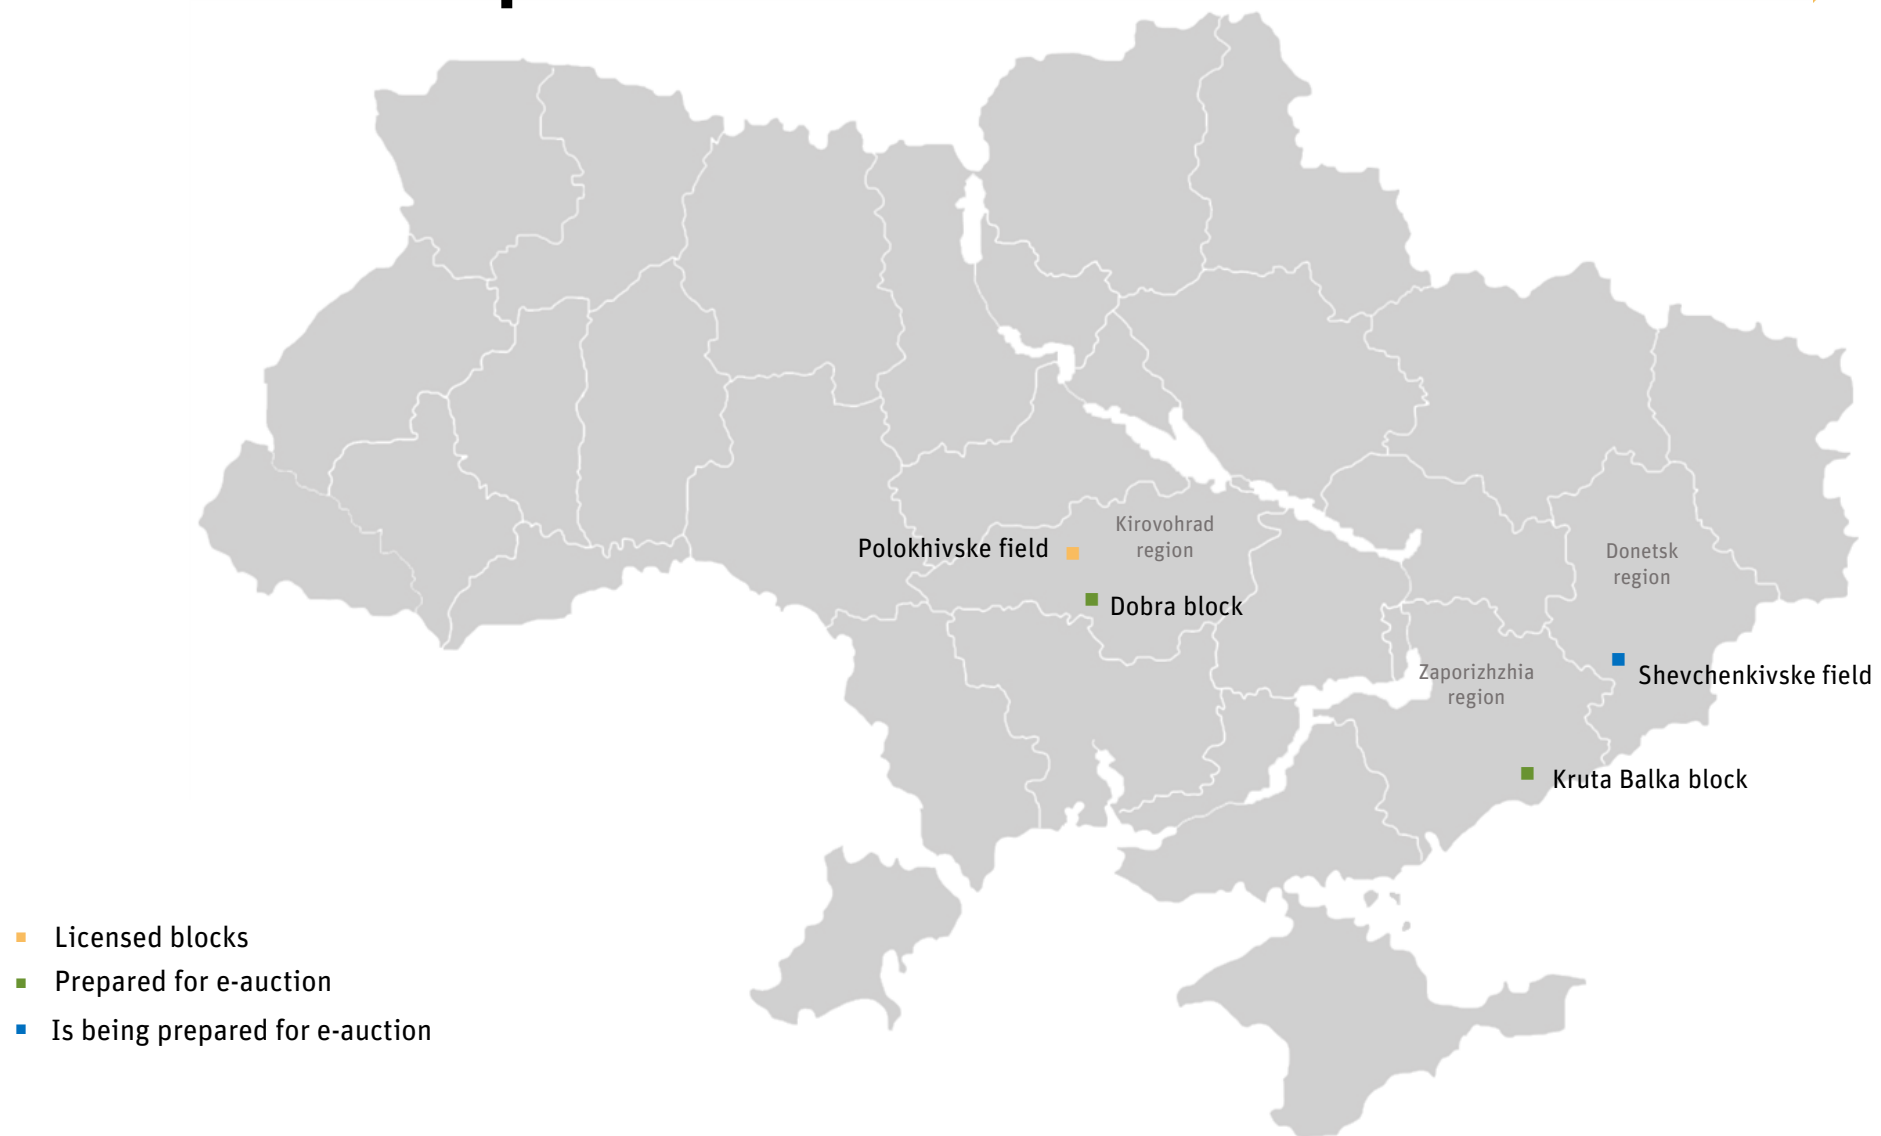 Kirovohrad
region
Polokhivske field
Donetsk
region
Dobra block
Zaporizhzhia
region
Shevchenkivske field
Kruta Balka block
Licensed blocks
Prepared for e-auction
Is being prepared for e-auction